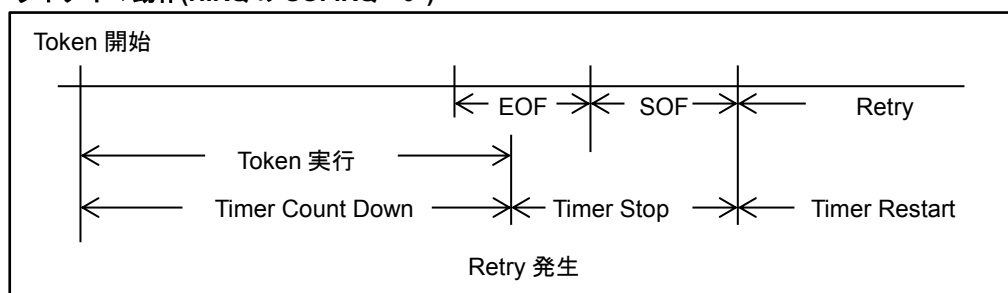 Token 開始
EOF SOF Retry
Token 実行
Timer Count Down Timer Stop Timer Restart
Retry 発生